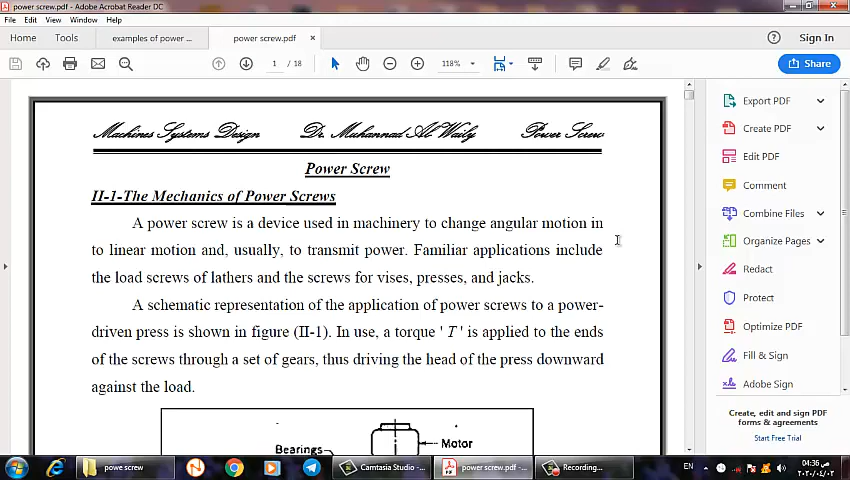 power screw.pdf - Adobe Acrobat Reader DC
File Edit View Window Help
Home Tools examples of power ... power screw.pdf × Sign In
1 / 18 118% Share
Machines Systems Design Dr. Muhannad Al Waily Power Screw
Power Screw
II-1-The Mechanics of Power Screws
A power screw is a device used in machinery to change angular motion in
to linear motion and, usually, to transmit power. Familiar applications include
the load screws of lathers and the screws for vises, presses, and jacks.
A schematic representation of the application of power screws to a power-
driven press is shown in figure (II-1). In use, a torque ' T ' is applied to the ends
of the screws through a set of gears, thus driving the head of the press downward
against the load.
Bearings
Motor
Export PDF
Create PDF
Edit PDF
Comment
Combine Files
Organize Pages
Redact
Protect
Optimize PDF
Fill & Sign
Adobe Sign
Create, edit and sign PDF
forms & agreements
Start Free Trial
powe screw Camtasia Studio - ... power screw.pdf -... Recording... EN 04:36 ص
٢٠٢٠/٠٤/٠٢